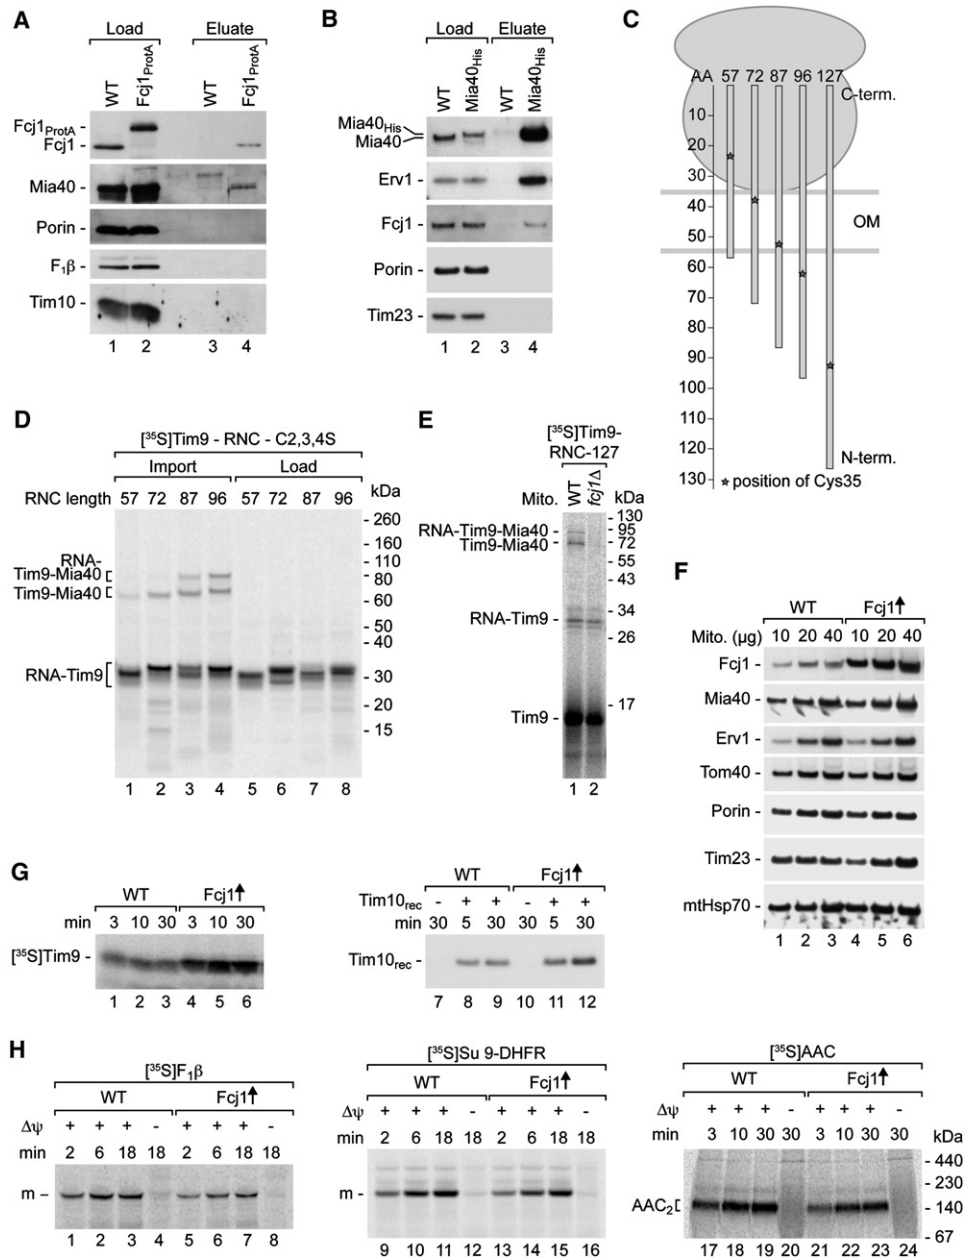 A
Load
Eluate
WT
Fcj1ProtA
WT
Fcj1ProtA
Fcj1ProtA -
Fcj1 -
Mia40 -
Porin -
F1β -
Tim10 -
1 2 3 4
B
Load
Eluate
WT
Mia40His
WT
Mia40His
Mia40His
Mia40
Erv1 -
Fcj1 -
Porin -
Tim23 -
1 2 3 4
C
AA 57 72 87 96 127
C-term.
10
20
30
40
OM
50
60
70
80
90
100
110
120
N-term.
130
★ position of Cys35
D
[35S]Tim9 - RNC - C2,3,4S
Import
Load
RNC length 57 72 87 96 57 72 87 96
kDa
- 260
- 160
- 110
- 80
- 60
- 50
- 40
- 30
- 20
- 15
RNA-
Tim9-Mia40
Tim9-Mia40
RNA-Tim9
1 2 3 4 5 6 7 8
E
[35S]Tim9-
RNC-127
Mito.
WT
fcj1Δ
kDa
- 130
- 95
- 72
- 55
- 43
- 34
- 26
- 17
RNA-Tim9-Mia40
Tim9-Mia40
RNA-Tim9
Tim9
1 2
F
WT
Fcj1↑
Mito. (µg) 10 20 40 10 20 40
Fcj1 -
Mia40 -
Erv1 -
Tom40 -
Porin -
Tim23 -
mtHsp70 -
1 2 3 4 5 6
G
WT
Fcj1↑
min 3 10 30 3 10 30
[35S]Tim9 -
1 2 3 4 5 6
WT
Fcj1↑
Tim10rec - + + - + +
min 30 5 30 30 5 30
Tim10rec -
7 8 9 10 11 12
H
[35S]F1β
WT
Fcj1↑
Δψ + + + - + + + -
min 2 6 18 18 2 6 18 18
m –
1 2 3 4 5 6 7 8
[35S]Su 9-DHFR
WT
Fcj1↑
Δψ + + + - + + + -
min 2 6 18 18 2 6 18 18
m –
9 10 11 12 13 14 15 16
[35S]AAC
WT
Fcj1↑
Δψ + + + - + + + -
min 3 10 30 30 3 10 30 30
kDa
- 440
- 230
- 140
- 67
AAC2
17 18 19 20 21 22 23 24